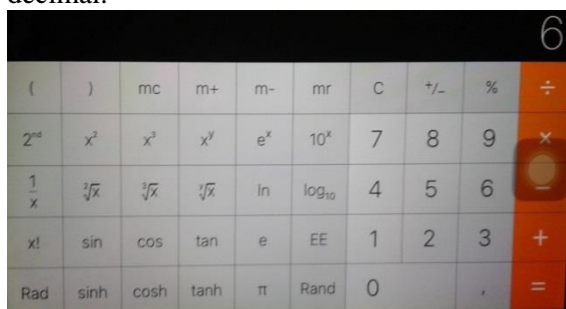 6
( ) mc m+ m- mr C +/- % ÷
2ⁿᵈ x² x³ xʸ eˣ 10ˣ 7 8 9 ×
1/x ²√x ³√x ʸ√x ln log₁₀ 4 5 6 −
x! sin cos tan e EE 1 2 3 +
Rad sinh cosh tanh π Rand 0 , =